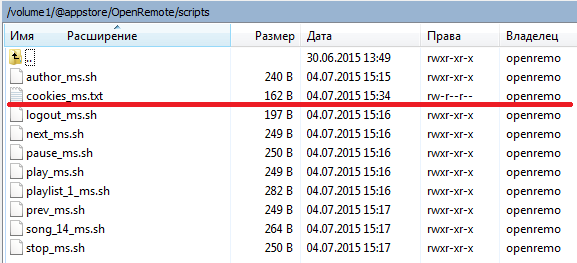 /volume1/@appstore/OpenRemote/scripts
Имя Расширение Размер Дата Права Владелец
.. 30.06.2015 13:49 rwxr-xr-x openremo
author_ms.sh 240 B 04.07.2015 15:15 rwxr-xr-x openremo
cookies_ms.txt 162 B 04.07.2015 15:34 rw-r--r-- openremo
logout_ms.sh 197 B 04.07.2015 15:16 rwxr-xr-x openremo
next_ms.sh 249 B 04.07.2015 15:16 rwxr-xr-x openremo
pause_ms.sh 250 B 04.07.2015 15:16 rwxr-xr-x openremo
play_ms.sh 249 B 04.07.2015 15:16 rwxr-xr-x openremo
playlist_1_ms.sh 282 B 04.07.2015 15:16 rwxr-xr-x openremo
prev_ms.sh 249 B 04.07.2015 15:17 rwxr-xr-x openremo
song_14_ms.sh 264 B 04.07.2015 15:17 rwxr-xr-x openremo
stop_ms.sh 250 B 04.07.2015 15:17 rwxr-xr-x openremo